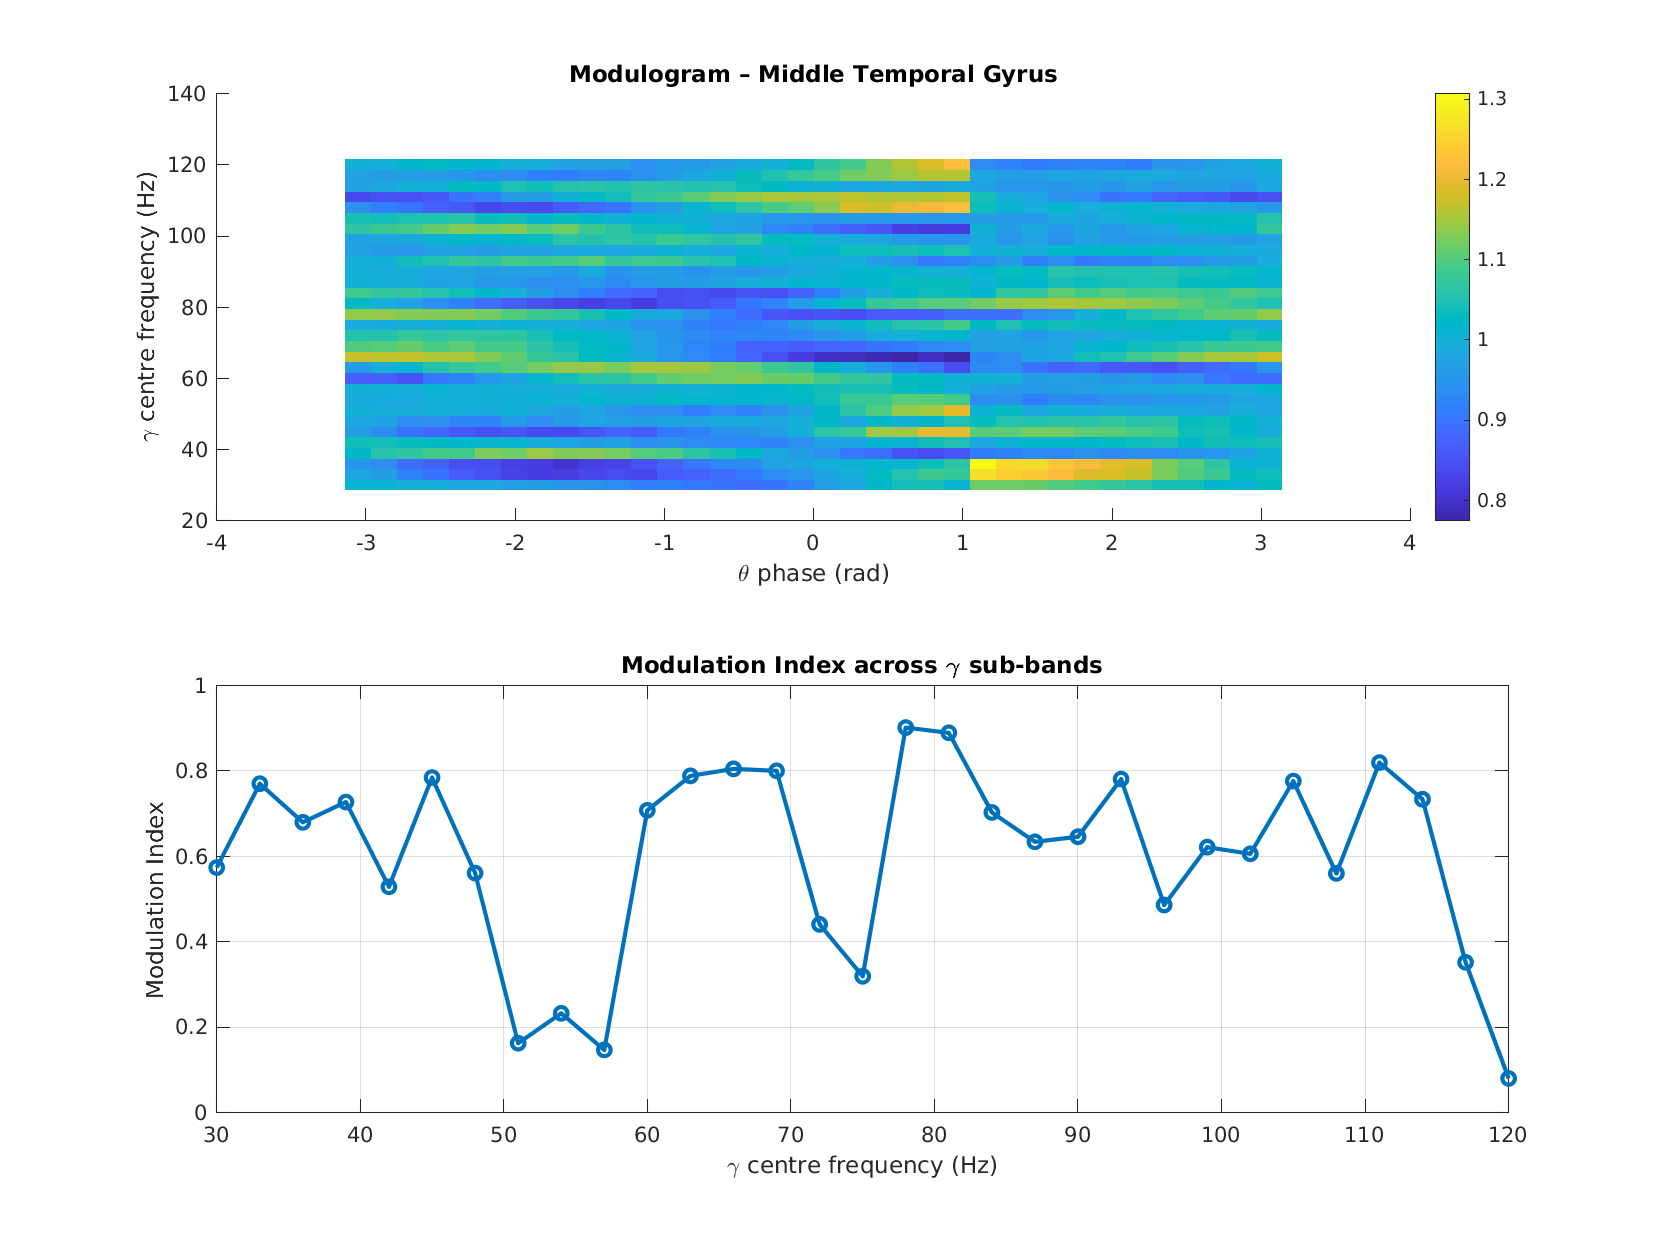 Modulogram – Middle Temporal Gyrus
140
120
100
80
60
40
20
γ centre frequency (Hz)
-4 -3 -2 -1 0 1 2 3 4
θ phase (rad)
1.3
1.2
1.1
1
0.9
0.8
Modulation Index across γ sub-bands
1
0.8
0.6
0.4
0.2
0
Modulation Index
30 40 50 60 70 80 90 100 110 120
γ centre frequency (Hz)